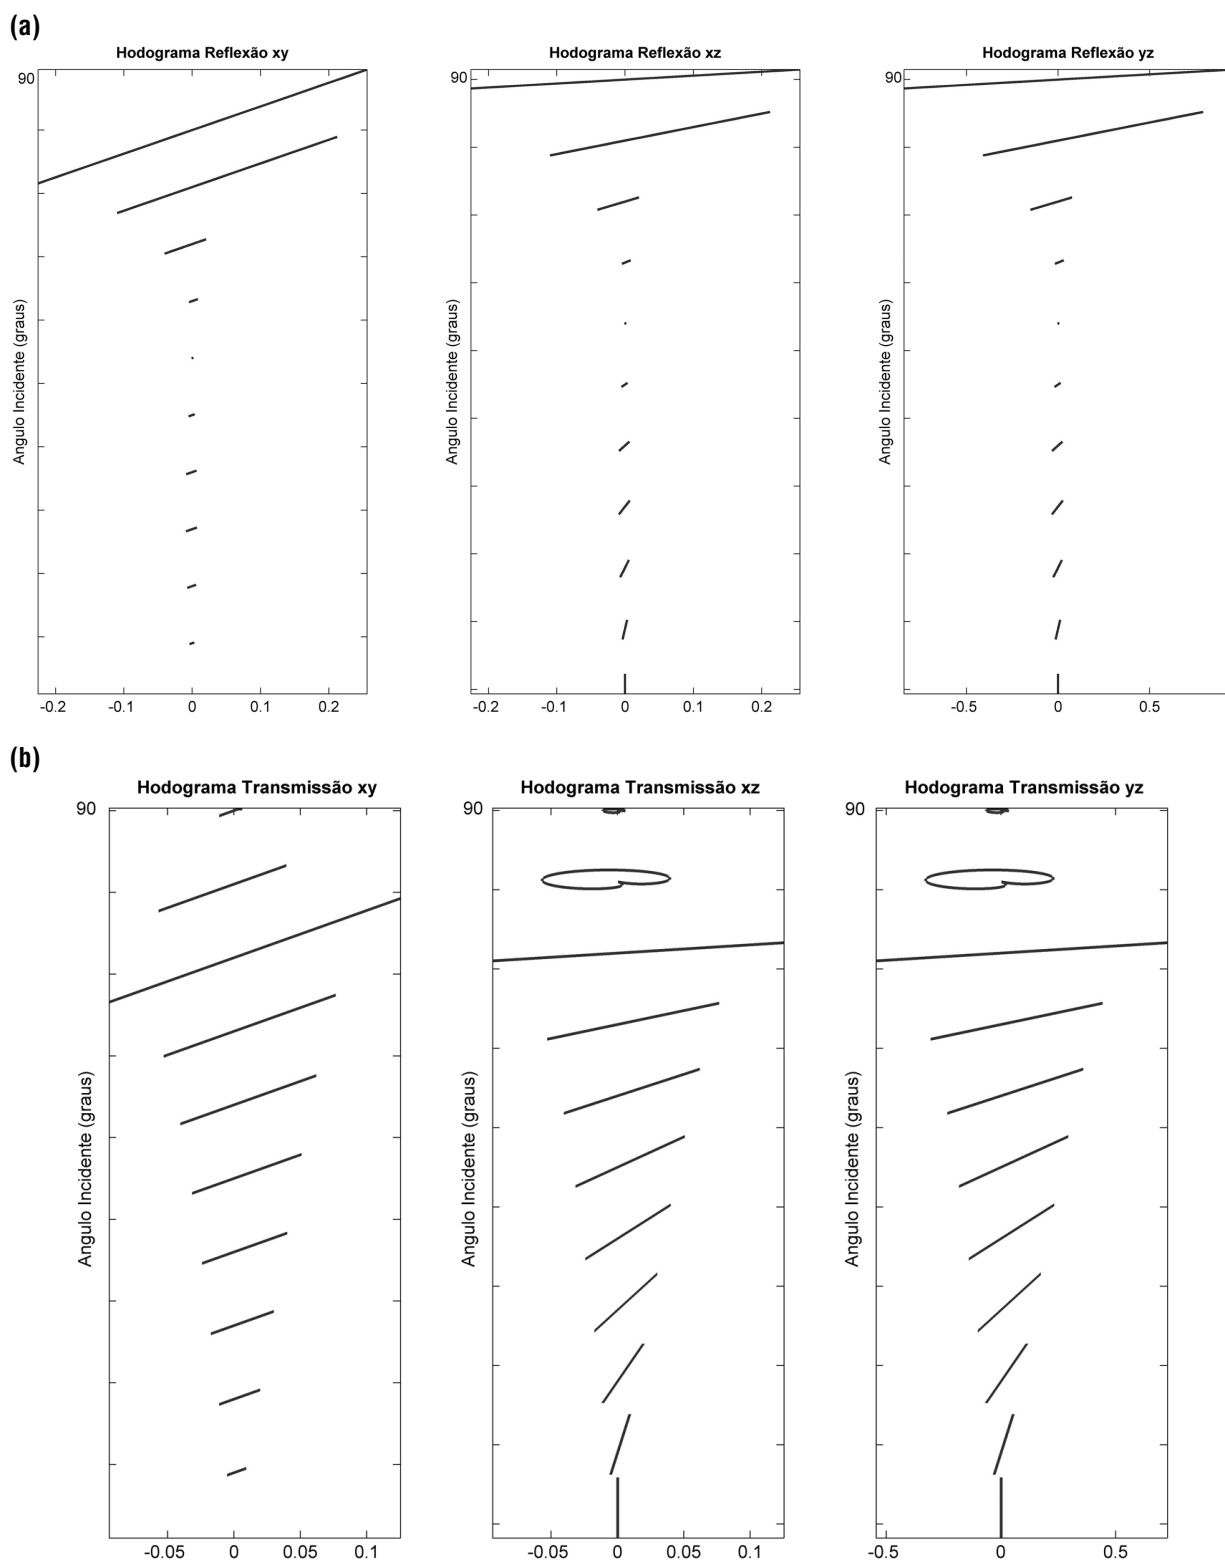 (a)
Hodograma Reflexão xy
Hodograma Reflexão xz
Hodograma Reflexão yz
90
90
90
Angulo Incidente (graus)
Angulo Incidente (graus)
Angulo Incidente (graus)
-0.2 -0.1 0 0.1 0.2
-0.2 -0.1 0 0.1 0.2
-0.5 0 0.5
(b)
Hodograma Transmissão xy
Hodograma Transmissão xz
Hodograma Transmissão yz
90
90
90
Angulo Incidente (graus)
Angulo Incidente (graus)
Angulo Incidente (graus)
-0.05 0 0.05 0.1
-0.05 0 0.05 0.1
-0.5 0 0.5